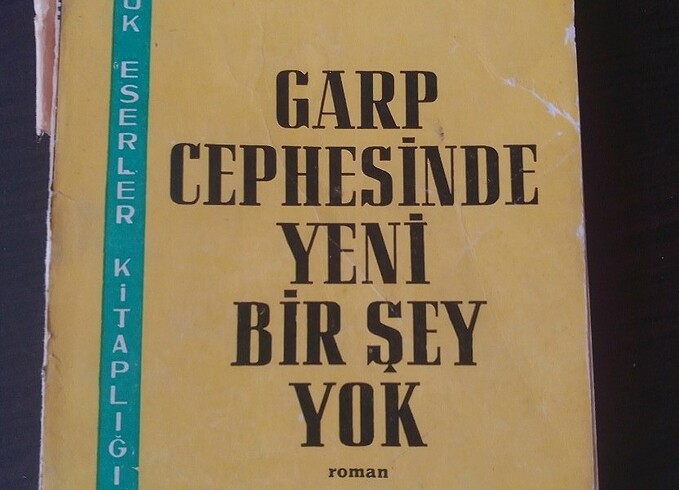 GARP
CEPHESİNDE
YENİ
BİR ŞEY
YOK
roman
ESERLER KİTAPLIĞI